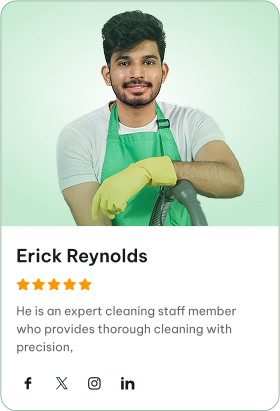 Erick Reynolds
He is an expert cleaning staff member
who provides thorough cleaning with
precision,